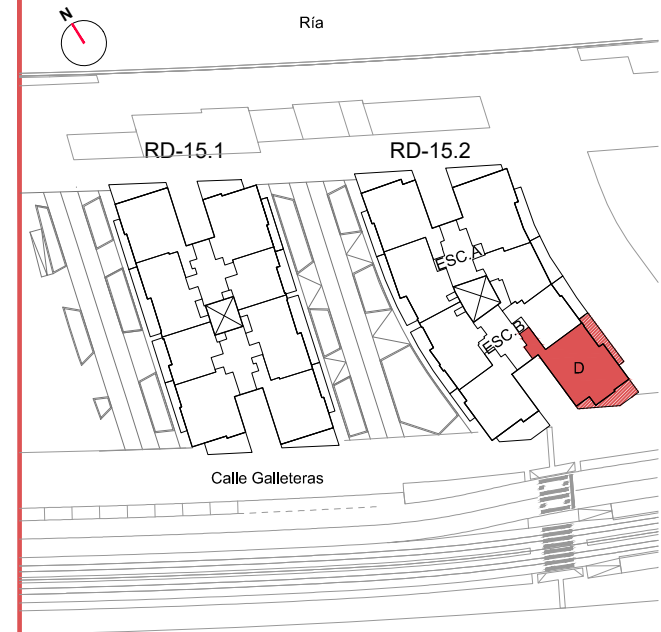 N
Ría
RD-15.1
RD-15.2
ESC.A
ESC.B
D
Calle Galleteras